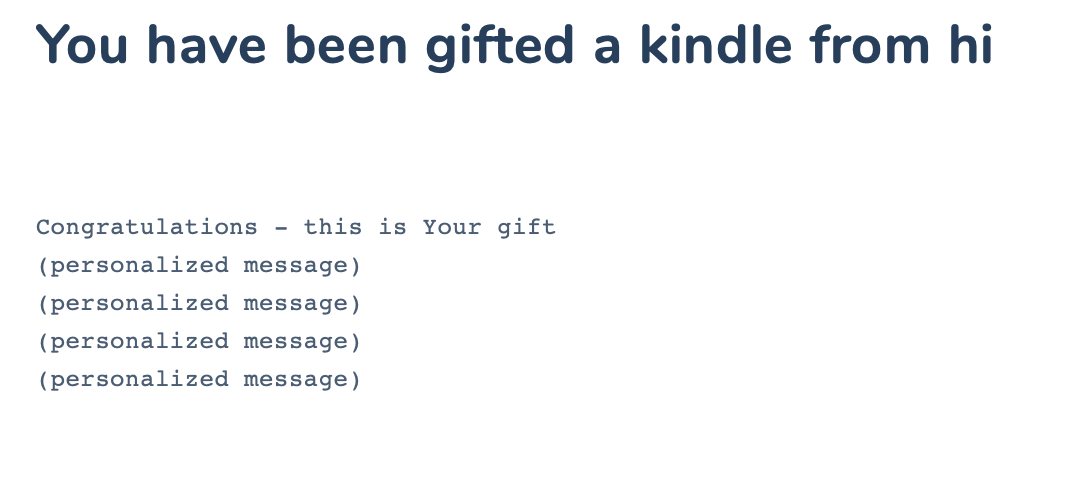 You have been gifted a kindle from hi
Congratulations - this is Your gift
(personalized message)
(personalized message)
(personalized message)
(personalized message)